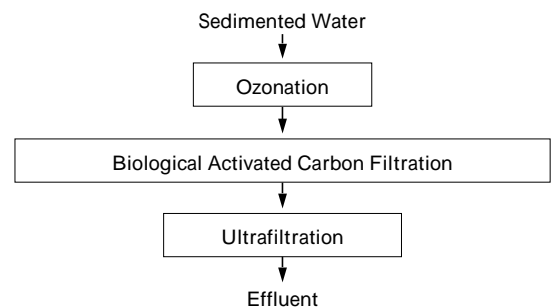 Sedimented Water
Ozonation
Biological Activated Carbon Filtration
Ultrafiltration
Effluent